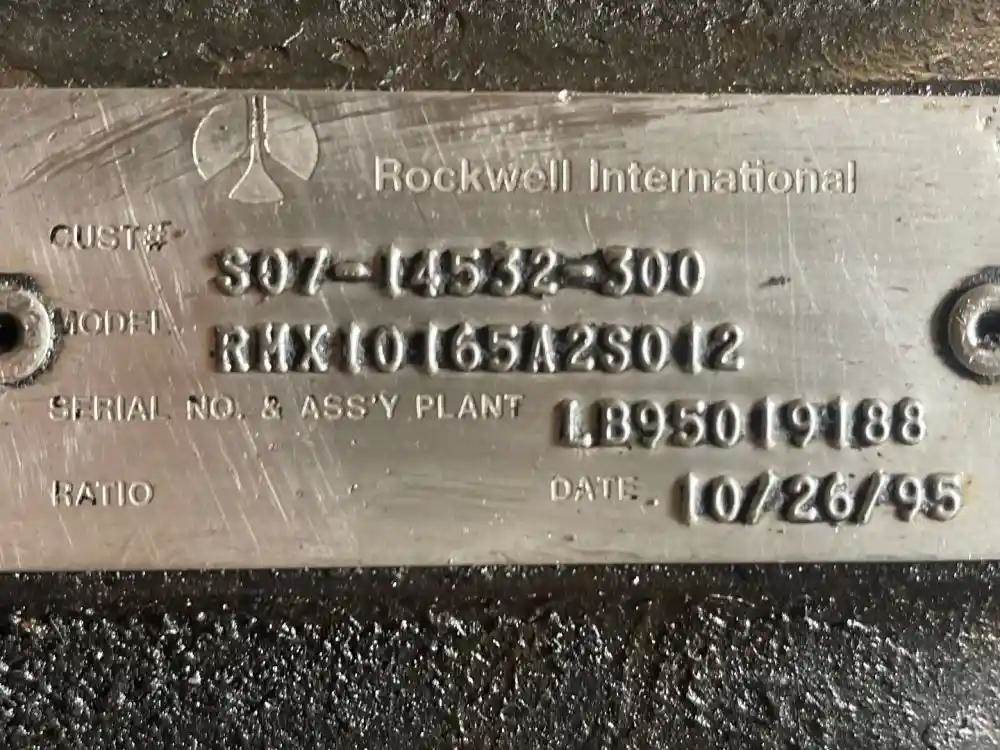 Rockwell International
CUST# S07-14532-300
MODEL RMX10165A2S012
SERIAL NO. & ASS'Y PLANT LB95019188
RATIO DATE 10/26/95